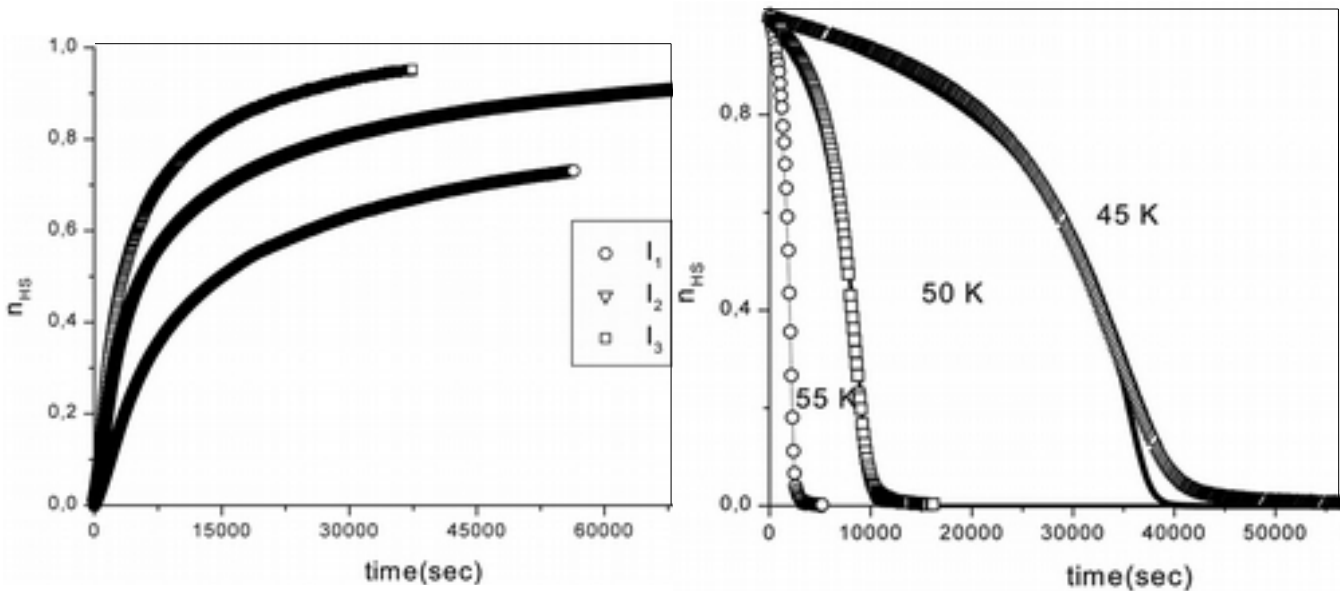 1,0
0,8
0,6
0,4
0,2
0,0
n_HS
0 15000 30000 45000 60000
time(sec)
I_1
I_2
I_3
0,8
0,4
0,0
n_HS
45 K
50 K
55 K
0 10000 20000 30000 40000 50000
time(sec)